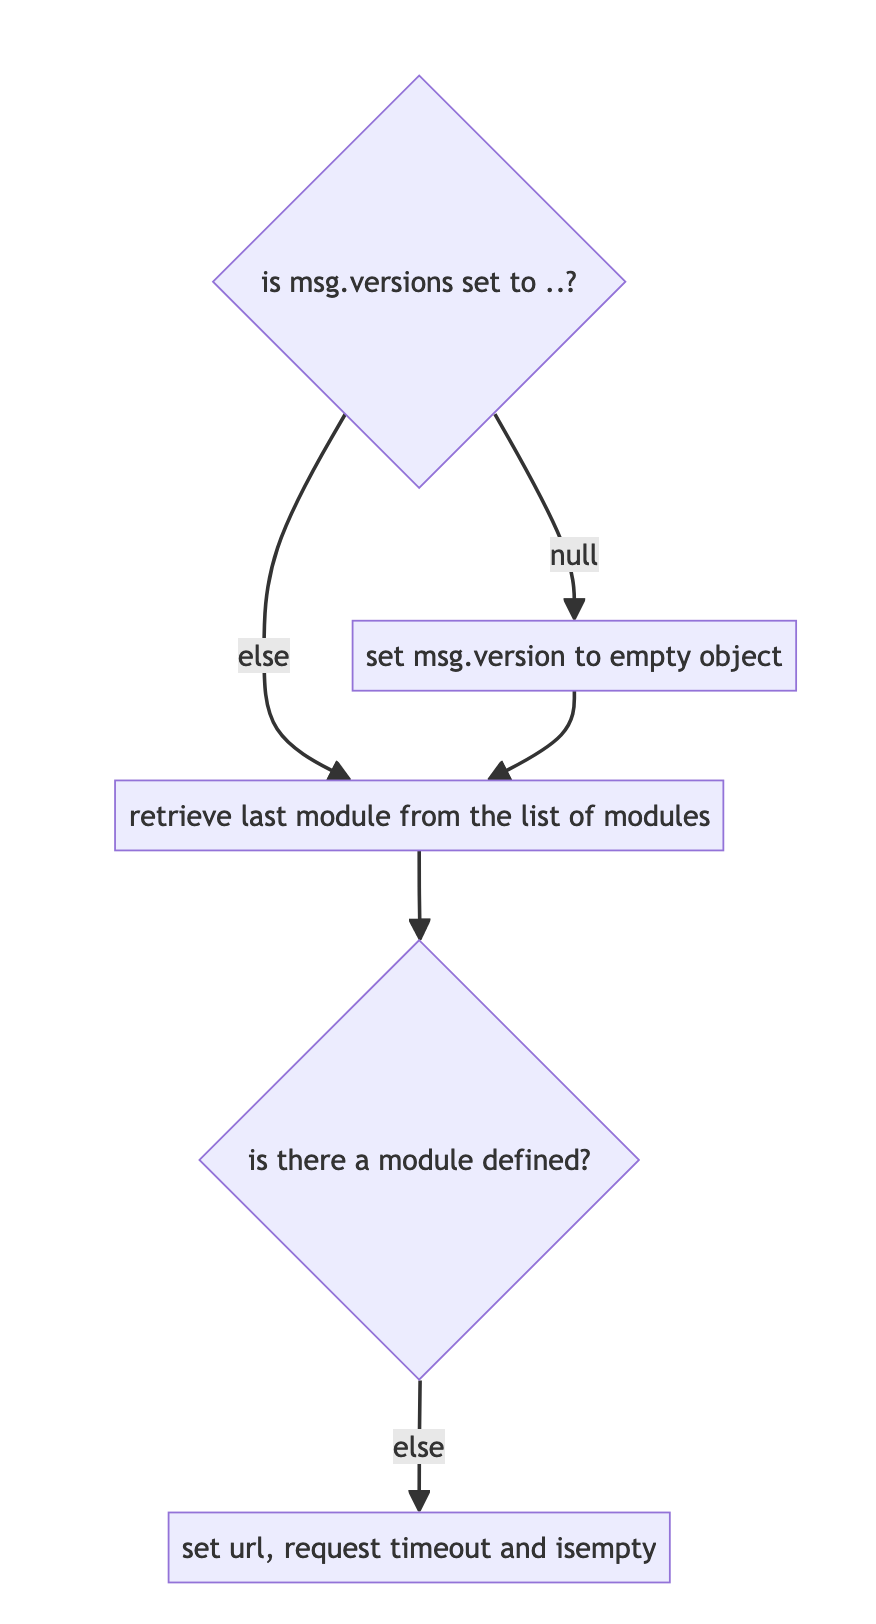 is msg.versions set to ..?
null
else
set msg.version to empty object
retrieve last module from the list of modules
is there a module defined?
else
set url, request timeout and isempty